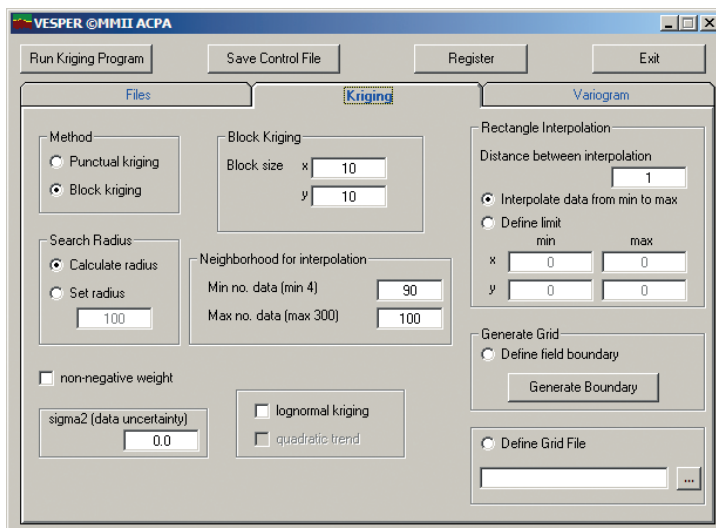 VESPER ©MMII ACPA
Run Kriging Program
Save Control File
Register
Exit
Files
Kriging
Variogram
Method
Punctual kriging
Block kriging
Block Kriging
Block size x 10
y 10
Rectangle Interpolation
Distance between interpolation
1
Interpolate data from min to max
Define limit
min max
x 0 0
y 0 0
Search Radius
Calculate radius
Set radius
100
Neighborhood for interpolation
Min no. data (min 4) 90
Max no. data (max 300) 100
Generate Grid
Define field boundary
Generate Boundary
non-negative weight
sigma2 (data uncertainty)
0.0
lognormal kriging
quadratic trend
Define Grid File
...